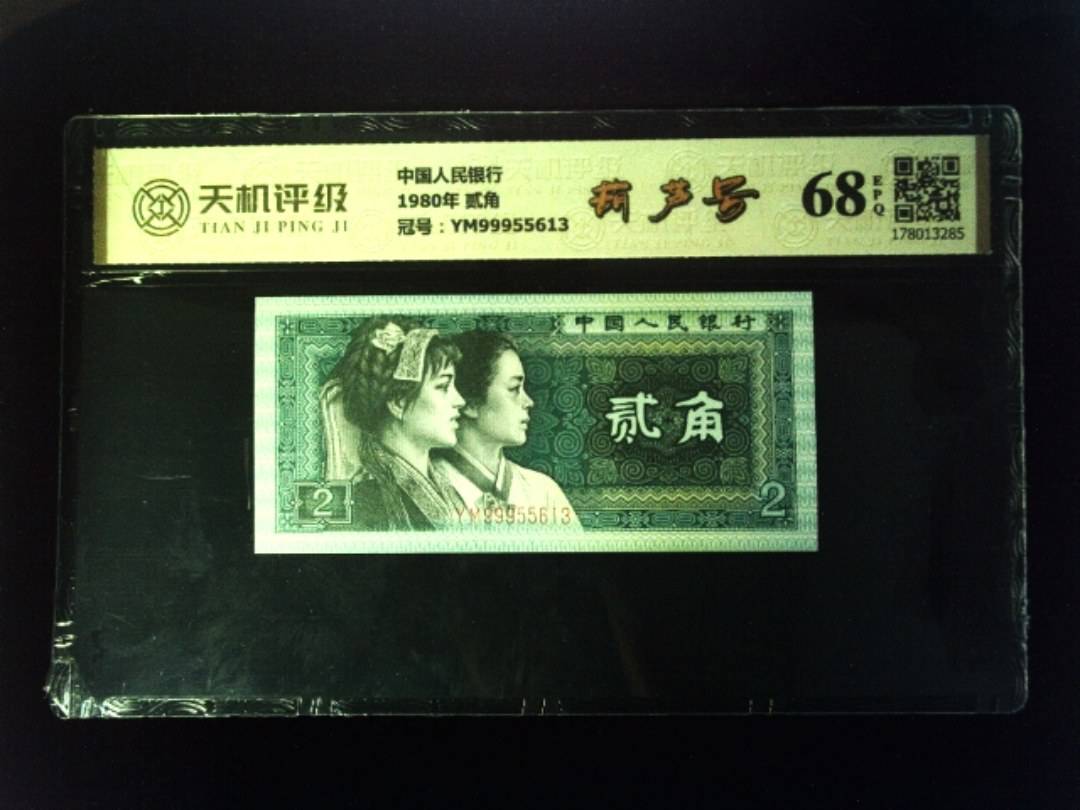 天机评级
TIAN JI PING JI
中国人民银行
1980年 贰角
冠号：YM99955613
葫芦号
68
EPQ
178013285
中国人民银行
贰角
2
YM99955613
2